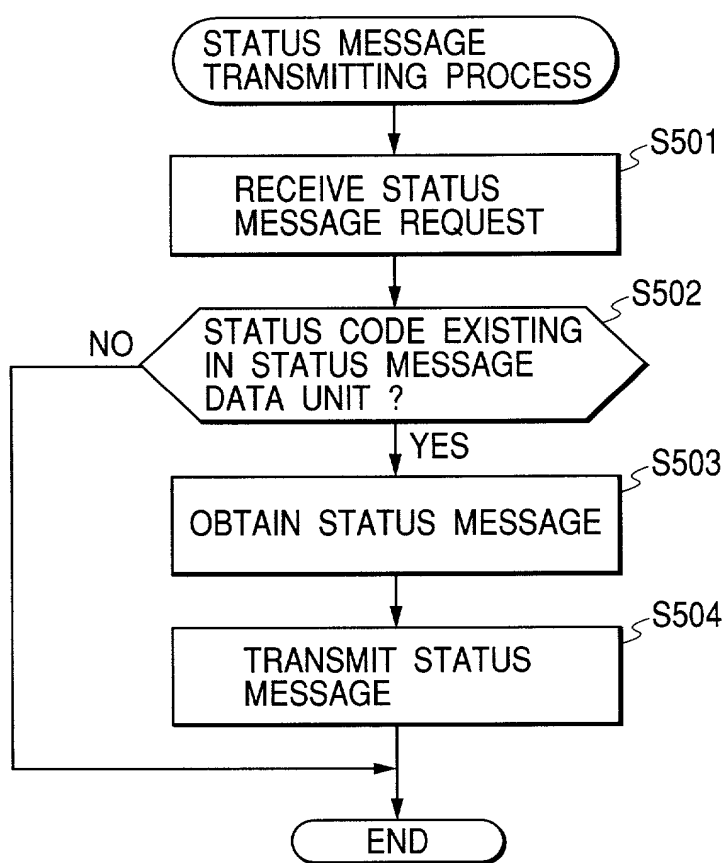 STATUS MESSAGE
TRANSMITTING PROCESS
S501
RECEIVE STATUS
MESSAGE REQUEST
S502
NO
STATUS CODE EXISTING
IN STATUS MESSAGE
DATA UNIT ?
YES
S503
OBTAIN STATUS MESSAGE
S504
TRANSMIT STATUS
MESSAGE
END